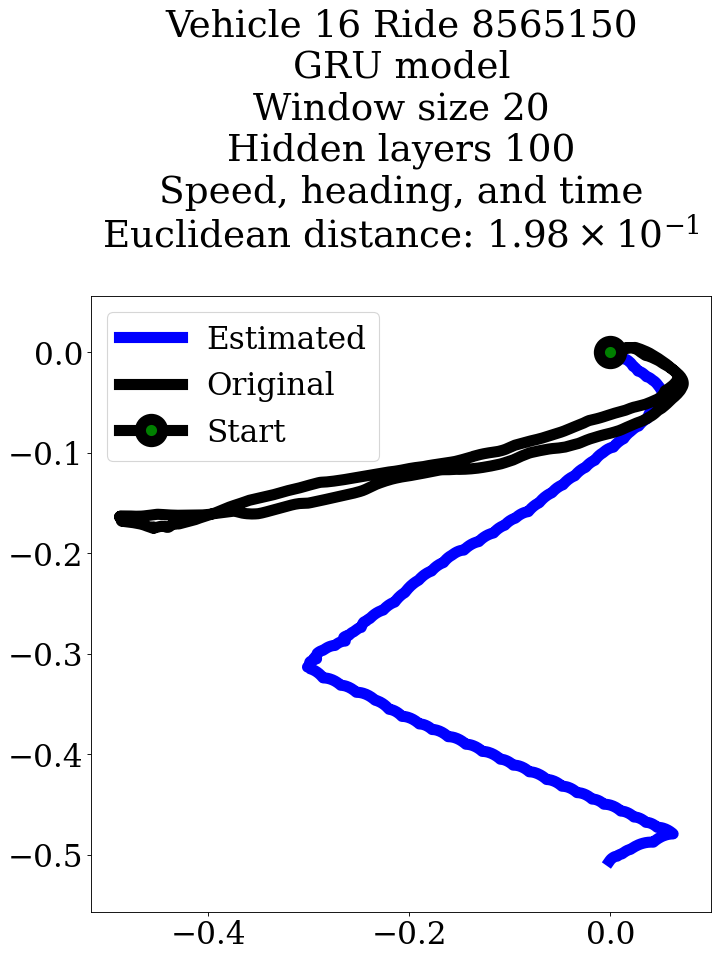 Vehicle 16 Ride 8565150
GRU model
Window size 20
Hidden layers 100
Speed, heading, and time
Euclidean distance: 1.98 × 10⁻¹
Estimated
Original
Start
0.0
−0.1
−0.2
−0.3
−0.4
−0.5
−0.4 −0.2 0.0